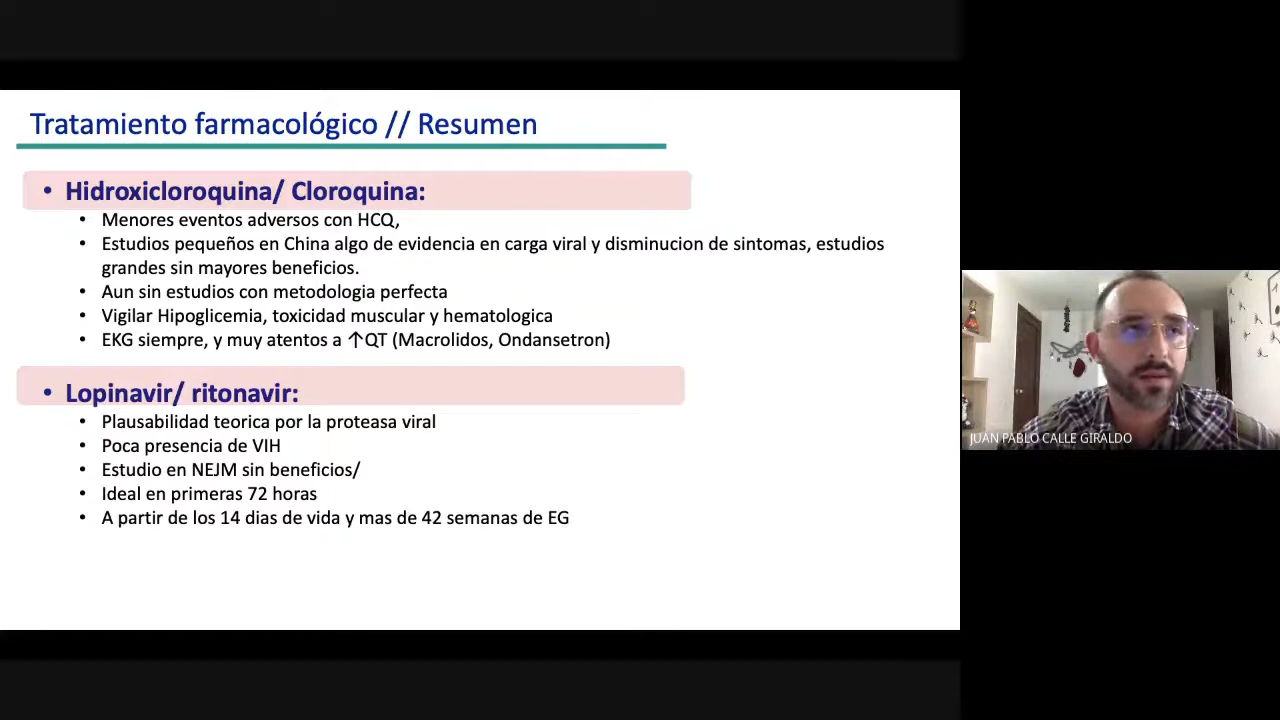 Tratamiento farmacológico // Resumen
• Hidroxicloroquina/ Cloroquina:
• Menores eventos adversos con HCQ,
• Estudios pequeños en China algo de evidencia en carga viral y disminucion de sintomas, estudios
grandes sin mayores beneficios.
• Aun sin estudios con metodologia perfecta
• Vigilar Hipoglicemia, toxicidad muscular y hematologica
• EKG siempre, y muy atentos a ↑QT (Macrolidos, Ondansetron)
• Lopinavir/ ritonavir:
• Plausabilidad teorica por la proteasa viral
• Poca presencia de VIH
• Estudio en NEJM sin beneficios/
• Ideal en primeras 72 horas
• A partir de los 14 dias de vida y mas de 42 semanas de EG
JUAN PABLO CALLE GIRALDO